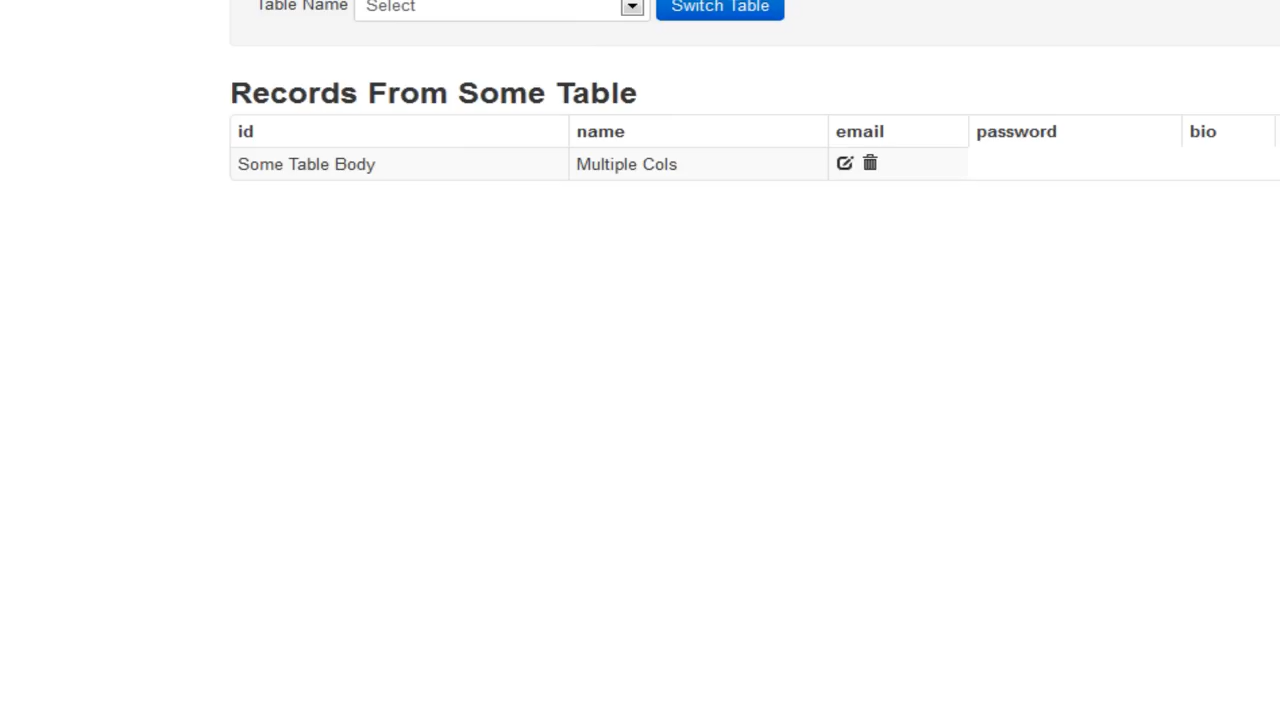 Table Name Select Switch Table
Records From Some Table
id name email password bio
Some Table Body Multiple Cols